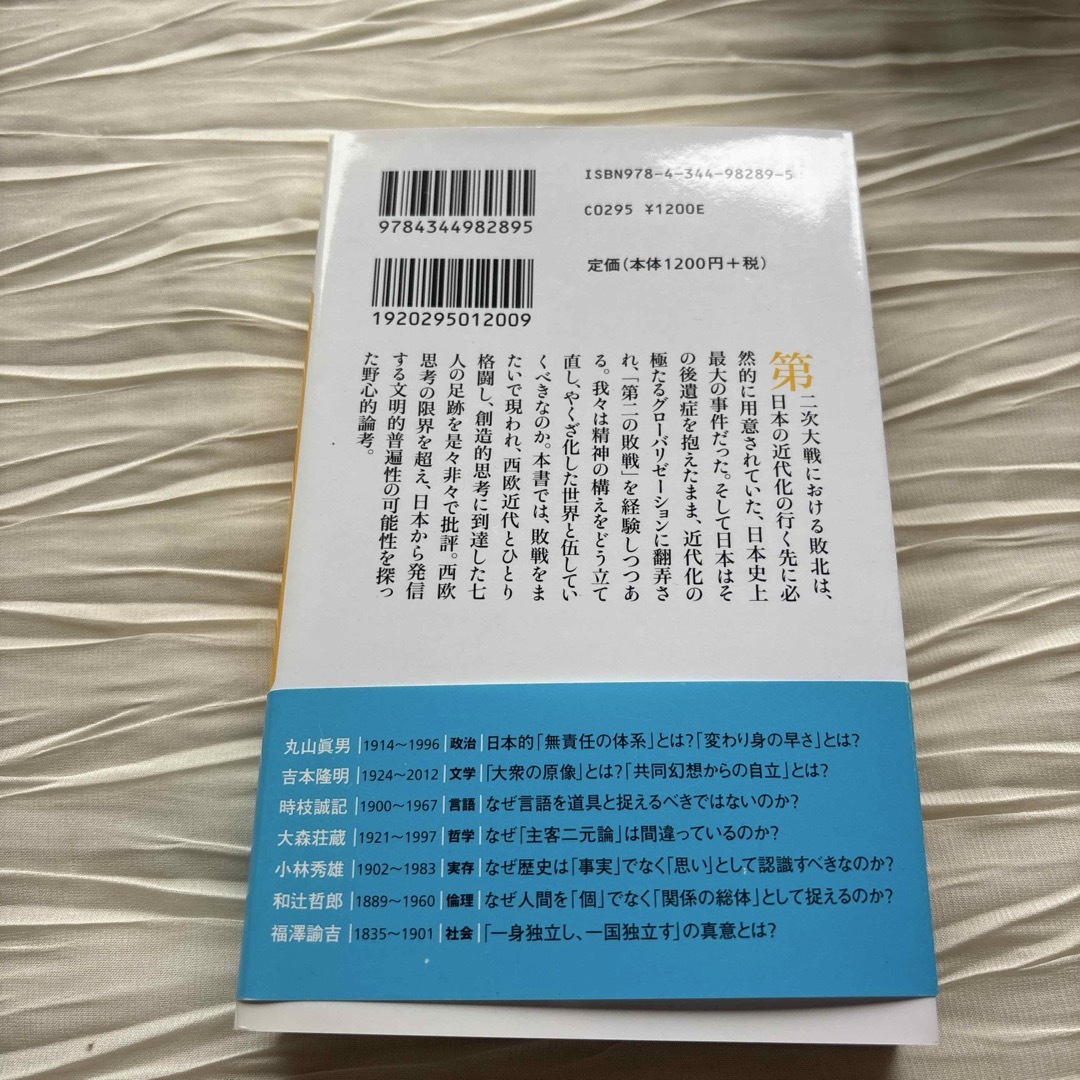 ISBN978-4-344-98289-5
C0295 ¥1200E
9784344982895
定価(本体1200円+税)
1920295012009
第二次大戦における敗北は、
日本の近代化の行く先に必
然的に用意されていた、日本史上
最大の事件だった。そして日本はそ
の後遺症を抱えたまま、近代化の
極たるグローバリゼーションに翻弄さ
れ、「第二の敗戦」を経験しつつあ
る。我々は精神の構えをどう立て
直し、やくざ化した世界と伍してい
くべきなのか。本書では、敗戦をま
たいで現われ、西欧近代とひとり
格闘し、創造的思考に到達した七
人の足跡を是々非々で批評。西欧
思考の限界を超え、日本から発信
する文明的普遍性の可能性を探っ
た野心的論考。
丸山眞男|1914〜1996|政治|日本的「無責任の体系」とは?「変わり身の早さ」とは?
吉本隆明|1924〜2012|文学|「大衆の原像」とは?「共同幻想からの自立」とは?
時枝誠記|1900〜1967|言語|なぜ言語を道具と捉えるべきではないのか?
大森荘蔵|1921〜1997|哲学|なぜ「主客二元論」は間違っているのか?
小林秀雄|1902〜1983|実存|なぜ歴史は「事実」でなく「思い」として認識すべきなのか?
和辻哲郎|1889〜1960|倫理|なぜ人間を「個」でなく「関係の総体」として捉えるのか?
福澤諭吉|1835〜1901|社会|「一身独立し、一国独立す」の真意とは?